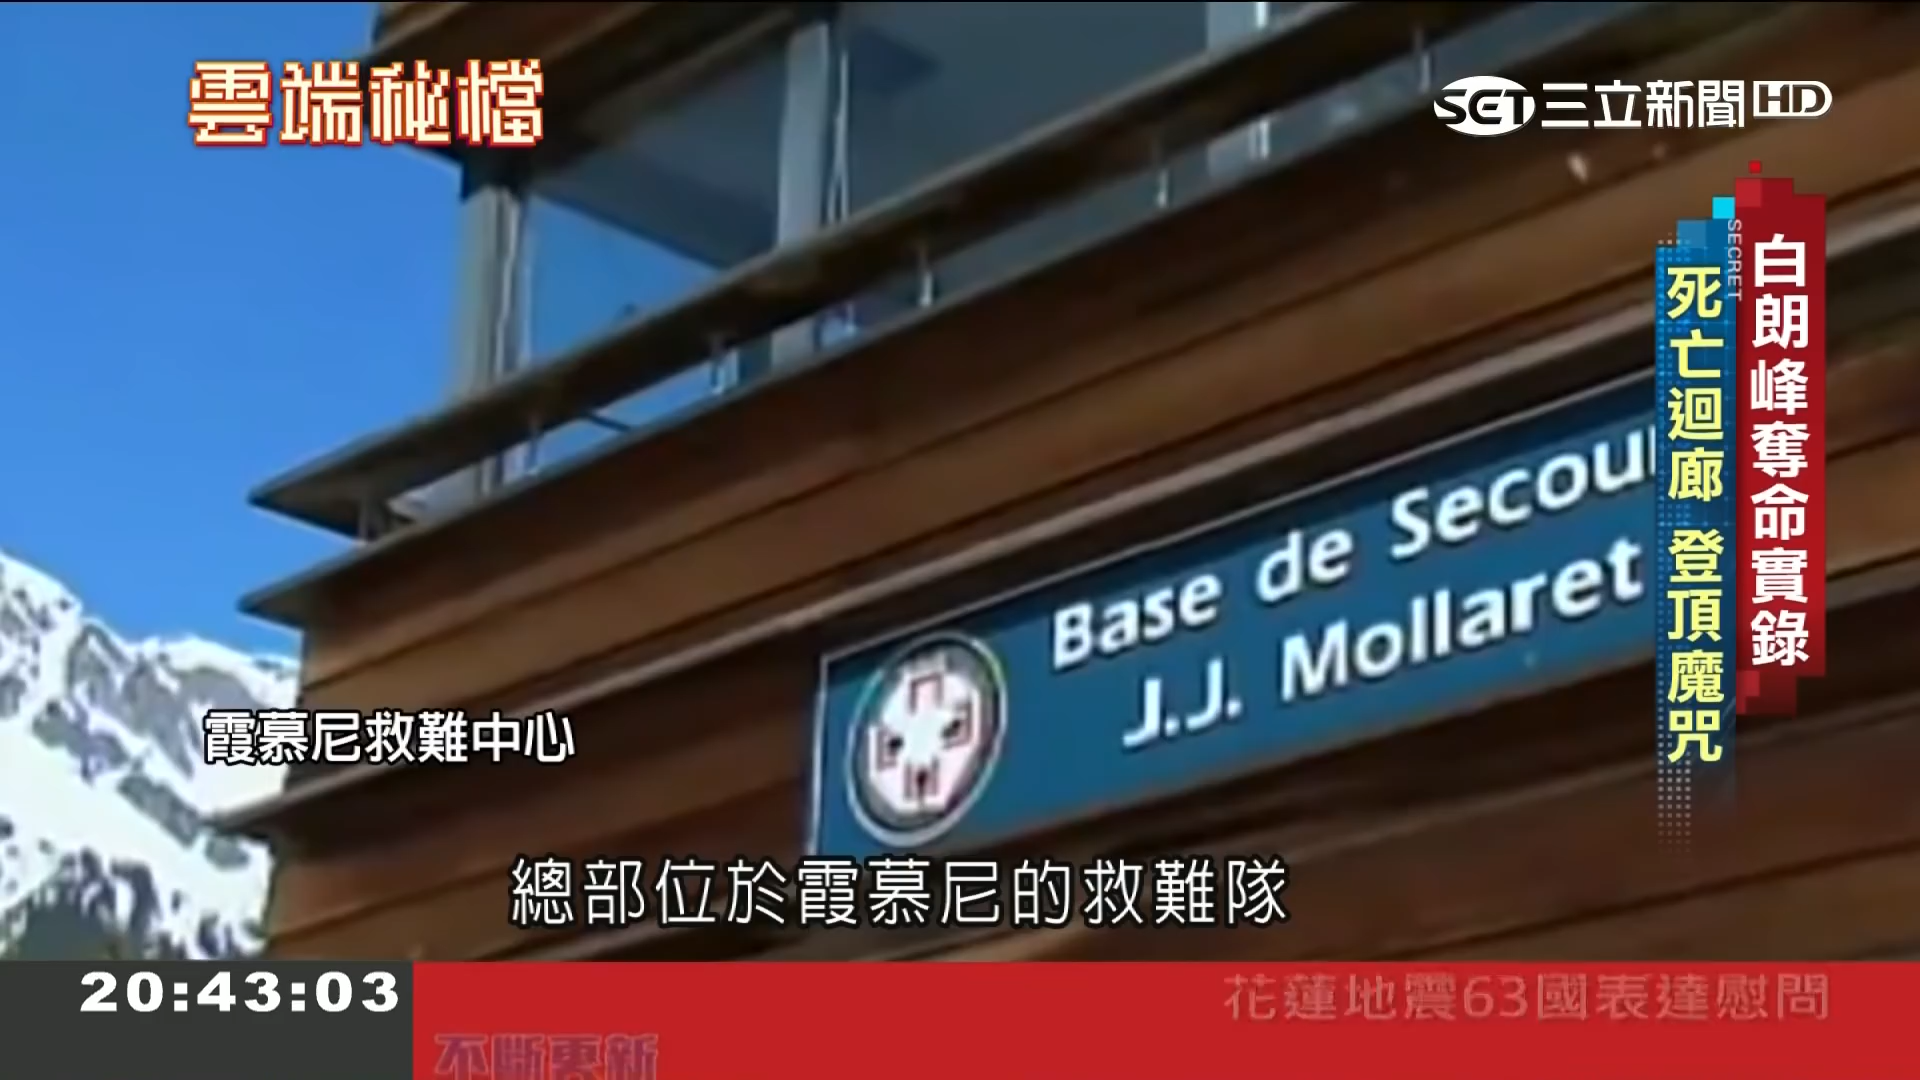 雲端秘檔
SET三立新聞HD
白朗峰奪命實錄
SECRET
死亡迴廊 登頂魔咒
Base de Secou
J.J. Mollaret
霞慕尼救難中心
總部位於霞慕尼的救難隊
20:43:03
花蓮地震63國表達慰問
不斷更新